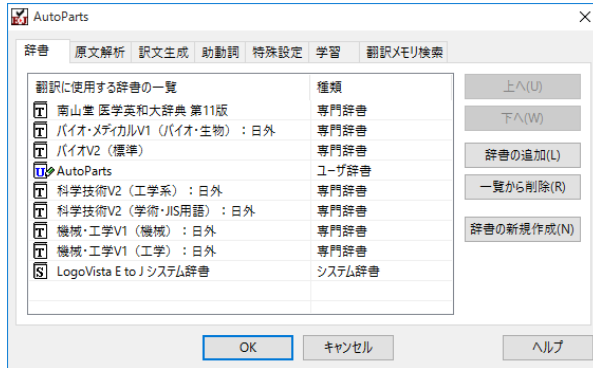 AutoParts
辞書 原文解析 訳文生成 助動詞 特殊設定 学習 翻訳メモリ検索
翻訳に使用する辞書の一覧 種類
南山堂 医学英和大辞典 第11版 専門辞書
バイオ・メディカルV1（バイオ・生物）：日外 専門辞書
バイオV2（標準） 専門辞書
AutoParts ユーザ辞書
科学技術V2（工学系）：日外 専門辞書
科学技術V2（学術・JIS用語）：日外 専門辞書
機械・工学V1（機械）：日外 専門辞書
機械・工学V1（工学）：日外 専門辞書
LogoVista E to J システム辞書 システム辞書
上へ(U)
下へ(W)
辞書の追加(L)
一覧から削除(R)
辞書の新規作成(N)
OK キャンセル ヘルプ